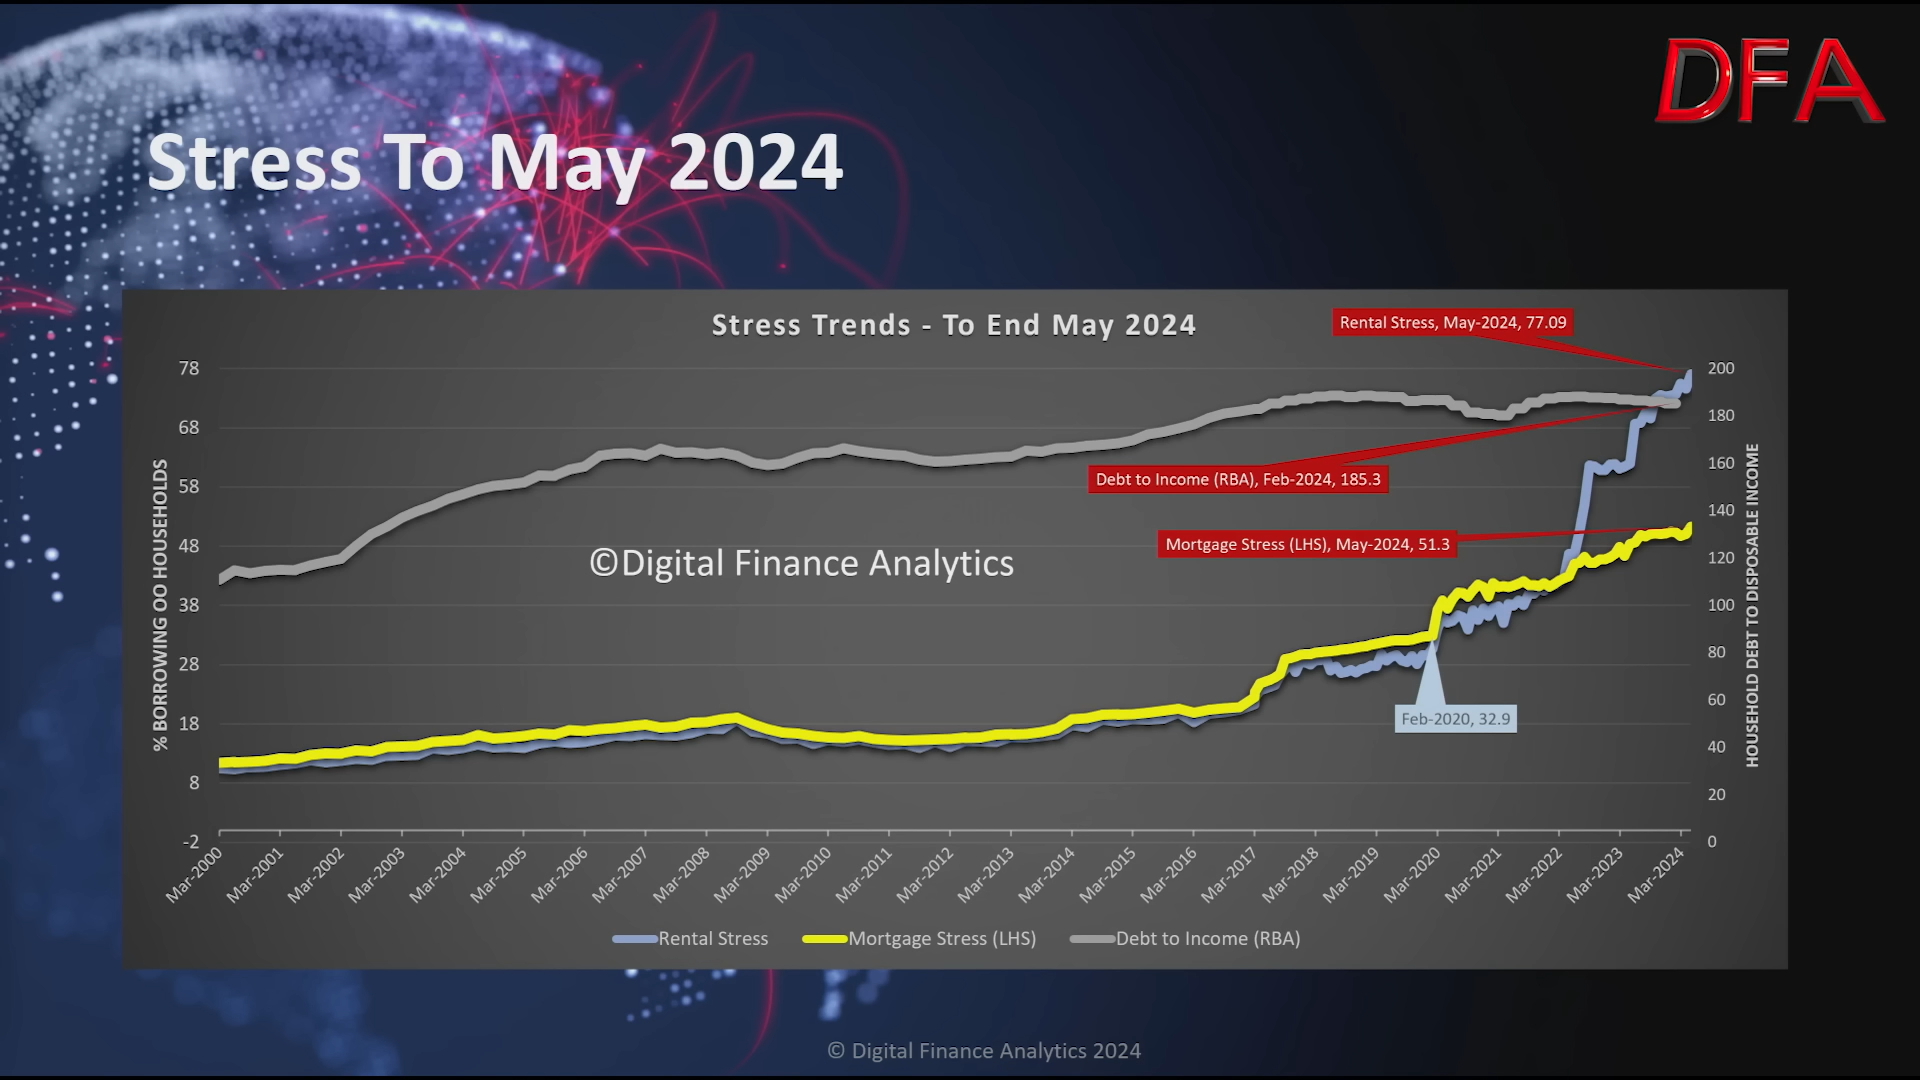 DFA
Stress To May 2024
Stress Trends - To End May 2024
Rental Stress, May-2024, 77.09
78
68
58
48
38
28
18
8
-2
% BORROWING OO HOUSEHOLDS
200
180
160
140
120
100
80
60
40
20
0
HOUSEHOLD DEBT TO DISPOSABLE INCOME
Debt to Income (RBA), Feb-2024, 185.3
Mortgage Stress (LHS), May-2024, 51.3
©Digital Finance Analytics
Feb-2020, 32.9
Mar-2000
Mar-2001
Mar-2002
Mar-2003
Mar-2004
Mar-2005
Mar-2006
Mar-2007
Mar-2008
Mar-2009
Mar-2010
Mar-2011
Mar-2012
Mar-2013
Mar-2014
Mar-2015
Mar-2016
Mar-2017
Mar-2018
Mar-2019
Mar-2020
Mar-2021
Mar-2022
Mar-2023
Mar-2024
Rental Stress
Mortgage Stress (LHS)
Debt to Income (RBA)
© Digital Finance Analytics 2024